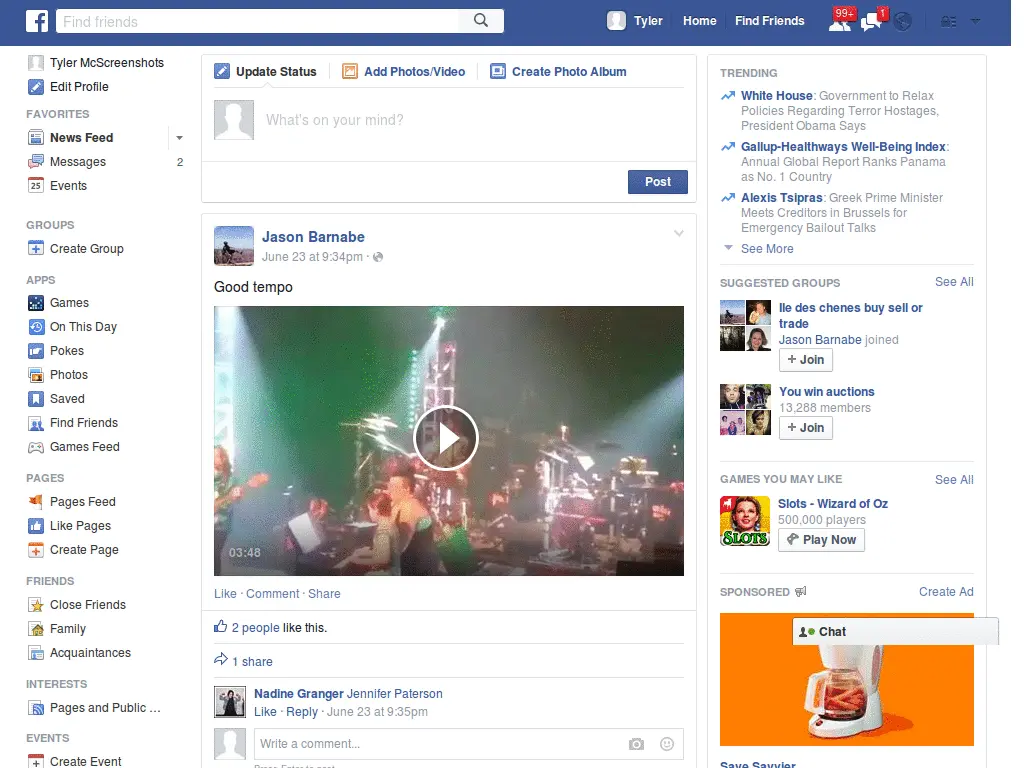 f
Find friends
Tyler
Home
Find Friends
99+
1
Tyler McScreenshots
Edit Profile
FAVORITES
News Feed
Messages
2
25
Events
GROUPS
Create Group
APPS
Games
On This Day
Pokes
Photos
Saved
Find Friends
Games Feed
PAGES
Pages Feed
Like Pages
Create Page
FRIENDS
Close Friends
Family
Acquaintances
INTERESTS
Pages and Public ...
EVENTS
Create Event
Update Status
Add Photos/Video
Create Photo Album
What's on your mind?
Post
Jason Barnabe
June 23 at 9:34pm ·
Good tempo
03:48
Like · Comment · Share
2 people like this.
1 share
Nadine Granger Jennifer Paterson
Like · Reply · June 23 at 9:35pm
Write a comment...
Press Enter to post.
TRENDING
White House: Government to Relax
Policies Regarding Terror Hostages,
President Obama Says
Gallup-Healthways Well-Being Index:
Annual Global Report Ranks Panama
as No. 1 Country
Alexis Tsipras: Greek Prime Minister
Meets Creditors in Brussels for
Emergency Bailout Talks
See More
SUGGESTED GROUPS
See All
Ile des chenes buy sell or
trade
Jason Barnabe joined
+ Join
You win auctions
13,288 members
+ Join
GAMES YOU MAY LIKE
See All
SLOTS
Slots - Wizard of Oz
500,000 players
Play Now
SPONSORED
Create Ad
Chat
Save Savvier